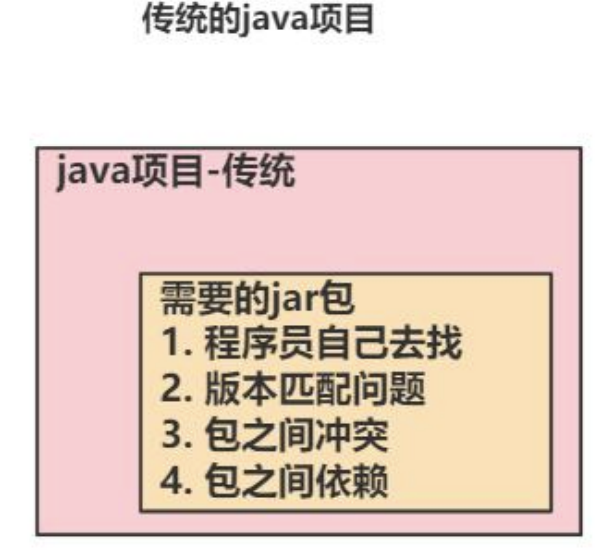 传统的java项目
java项目-传统
需要的jar包
1. 程序员自己去找
2. 版本匹配问题
3. 包之间冲突
4. 包之间依赖